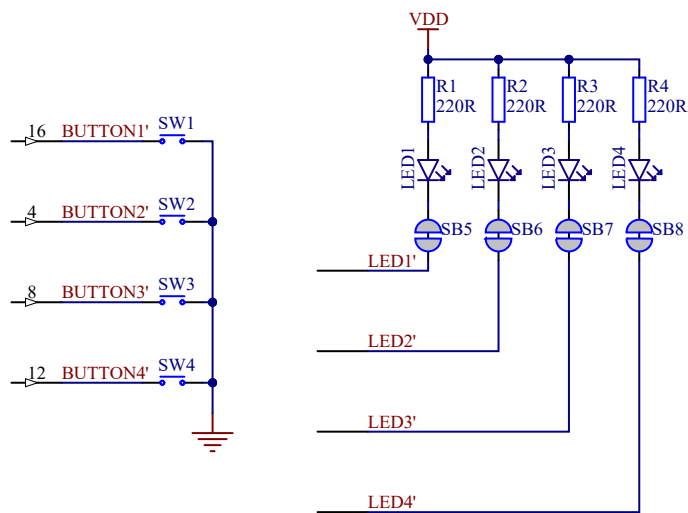 VDD
R1
220R
R2
220R
R3
220R
R4
220R
16
BUTTON1'
SW1
LED1
LED2
LED3
LED4
4
BUTTON2'
SW2
SB5
SB6
SB7
SB8
LED1'
8
BUTTON3'
SW3
LED2'
12
BUTTON4'
SW4
LED3'
LED4'